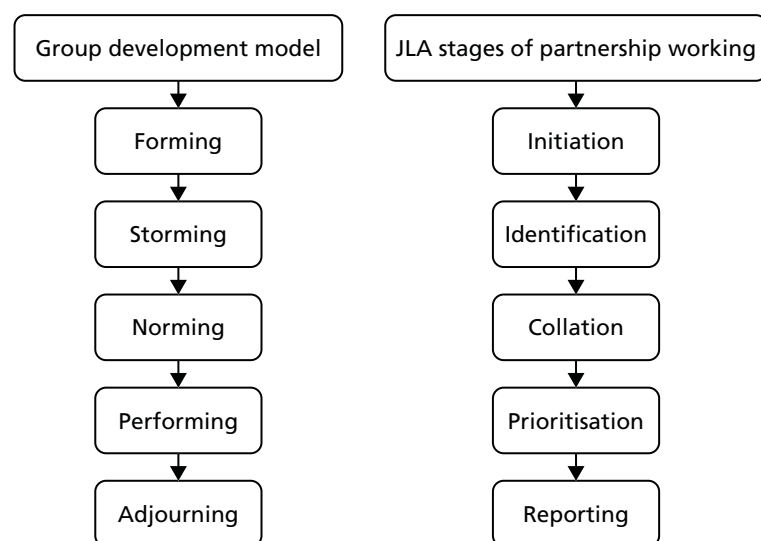 Group development model
Forming
Storming
Norming
Performing
Adjourning
JLA stages of partnership working
Initiation
Identification
Collation
Prioritisation
Reporting